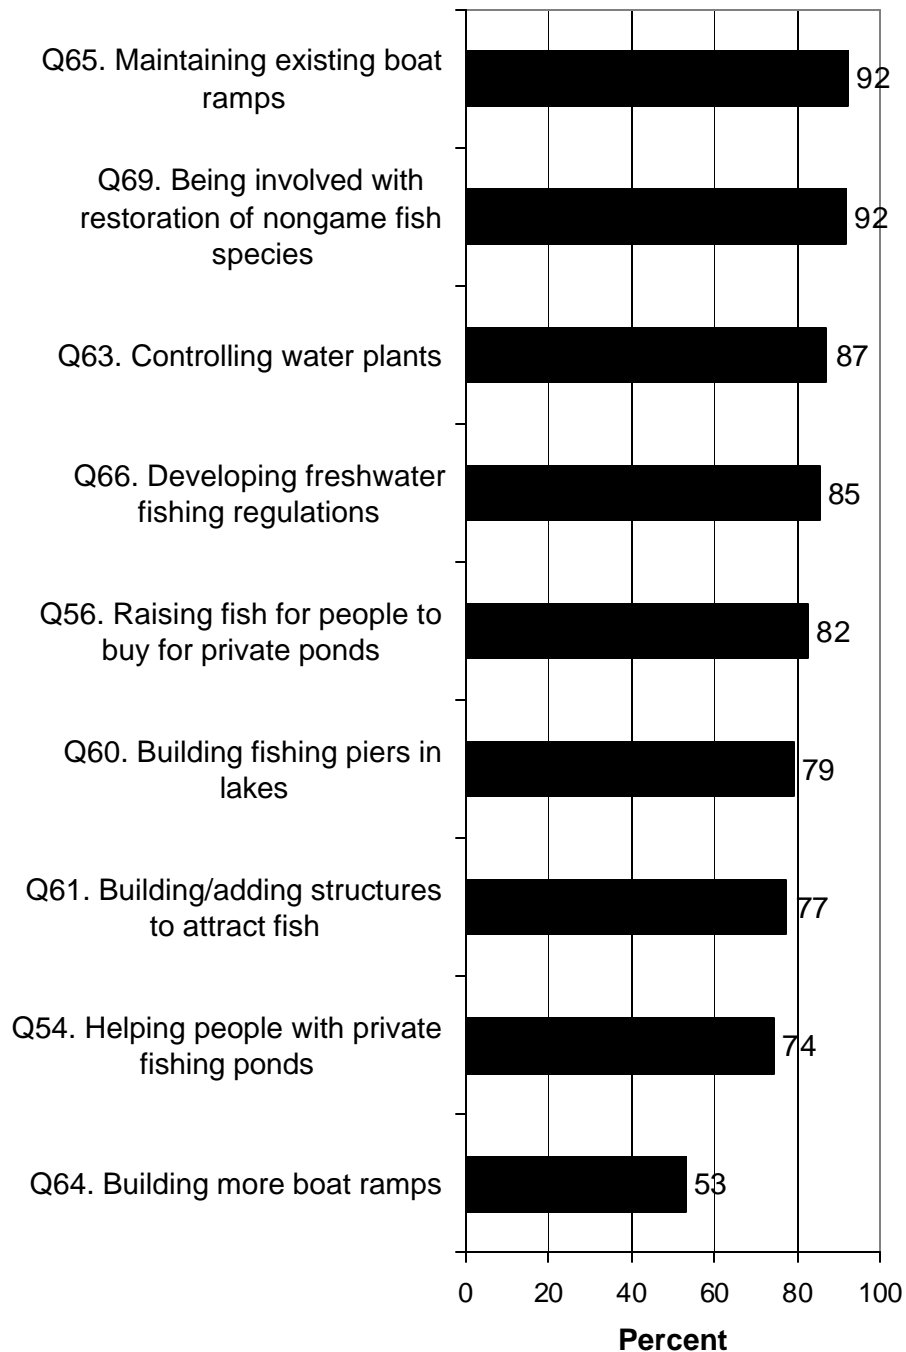 Q65. Maintaining existing boat
ramps
92
Q69. Being involved with
restoration of nongame fish
species
92
Q63. Controlling water plants
87
Q66. Developing freshwater
fishing regulations
85
Q56. Raising fish for people to
buy for private ponds
82
Q60. Building fishing piers in
lakes
79
Q61. Building/adding structures
to attract fish
77
Q54. Helping people with private
fishing ponds
74
Q64. Building more boat ramps
53
0 20 40 60 80 100
Percent